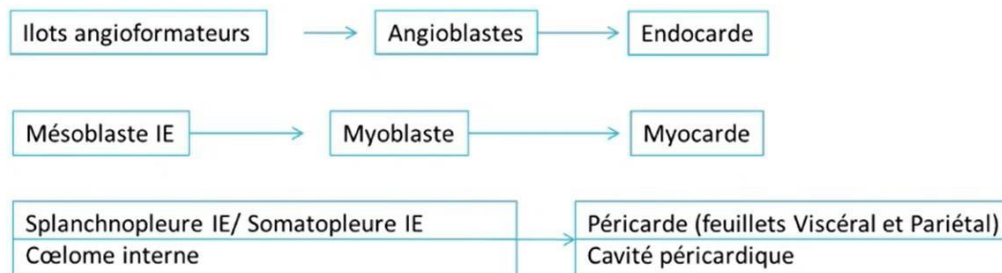 Ilots angioformateurs Angioblastes Endocarde
Mésoblaste IE Myoblaste Myocarde
Splanchnopleure IE/ Somatopleure IE Péricarde (feuillets Viscéral et Pariétal)
Cœlome interne Cavité péricardique